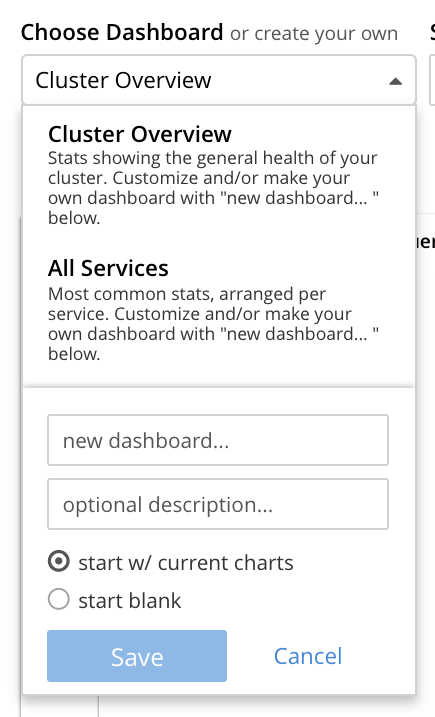 Choose Dashboard or create your own
Cluster Overview
Cluster Overview
Stats showing the general health of your
cluster. Customize and/or make your
own dashboard with "new dashboard... "
below.
All Services
Most common stats, arranged per
service. Customize and/or make your
own dashboard with "new dashboard... "
below.
new dashboard...
optional description...
start w/ current charts
start blank
Save
Cancel